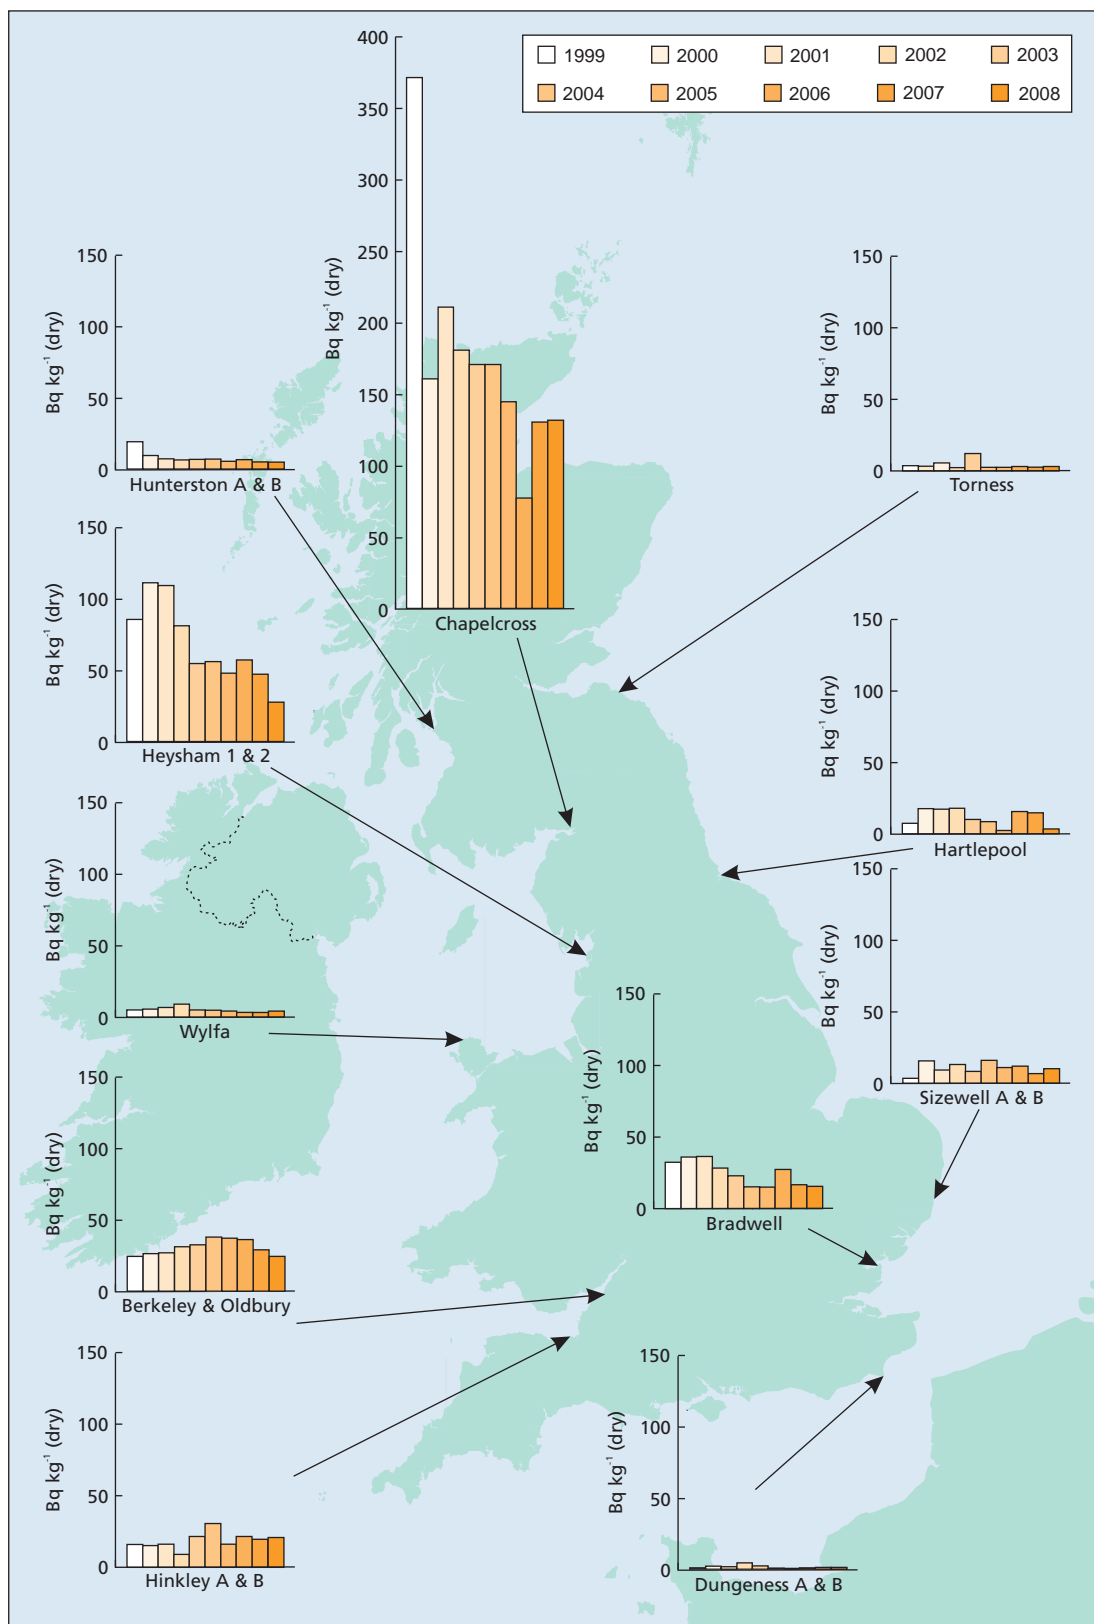 1999 2000 2001 2002 2003
2004 2005 2006 2007 2008
400
350
300
250
200
150
100
50
0
Bq kg⁻¹ (dry)
Chapelcross
150
100
50
0
Bq kg⁻¹ (dry)
Hunterston A & B
150
100
50
0
Bq kg⁻¹ (dry)
Torness
150
100
50
0
Bq kg⁻¹ (dry)
Heysham 1 & 2
150
100
50
0
Bq kg⁻¹ (dry)
Hartlepool
150
100
50
0
Bq kg⁻¹ (dry)
Wylfa
150
100
50
0
Bq kg⁻¹ (dry)
Sizewell A & B
150
100
50
0
Bq kg⁻¹ (dry)
Bradwell
150
100
50
0
Bq kg⁻¹ (dry)
Berkeley & Oldbury
150
100
50
0
Bq kg⁻¹ (dry)
Hinkley A & B
150
100
50
0
Bq kg⁻¹ (dry)
Dungeness A & B